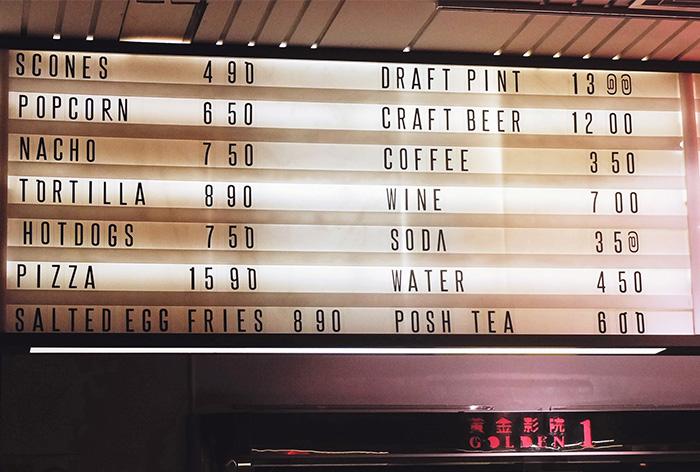 SCONES 4 90
POPCORN 6 50
NACHO 7 50
TORTILLA 8 90
HOTDOGS 7 50
PIZZA 15 90
SALTED EGG FRIES 8 90
DRAFT PINT 13 00
CRAFT BEER 12 00
COFFEE 3 50
WINE 7 00
SODA 3 50
WATER 4 50
POSH TEA 6 00
黃金影院 1
GOLDEN